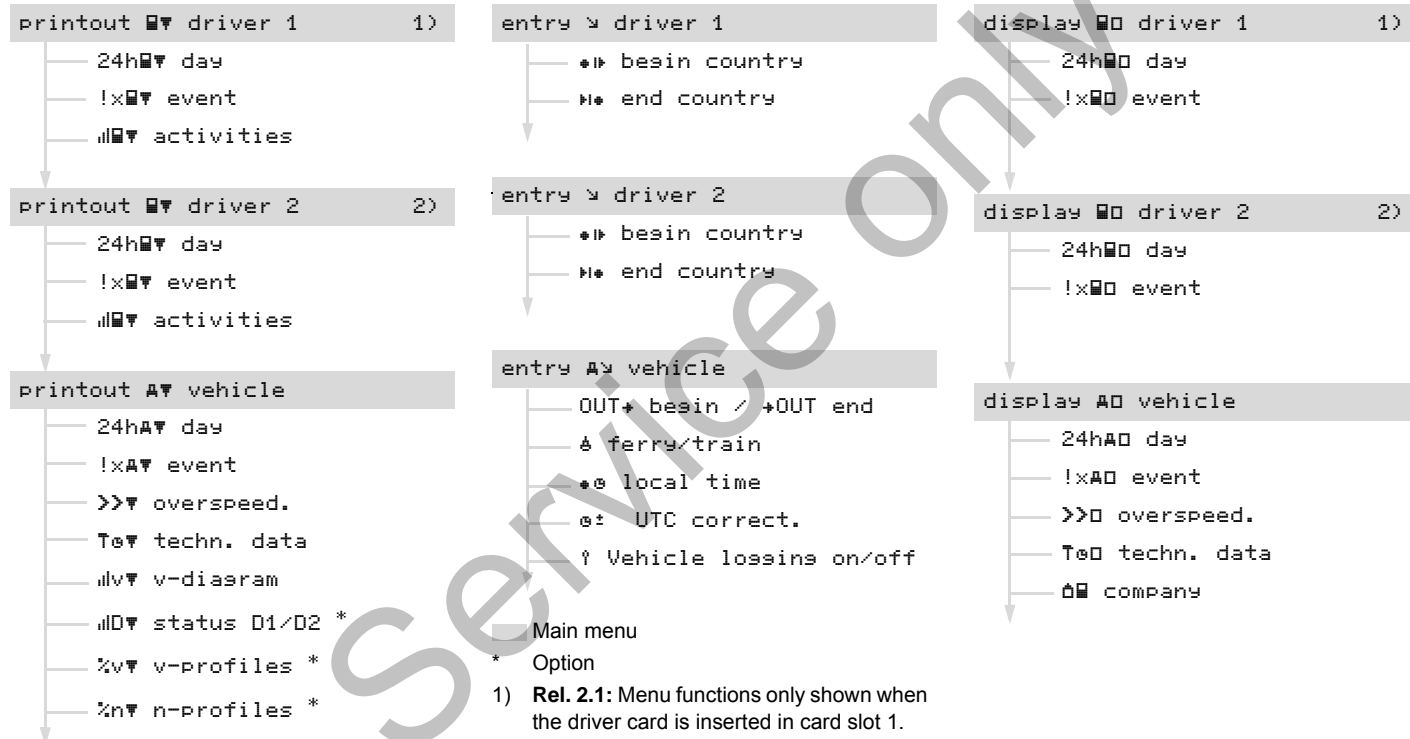 printout driver 1 1)
24h day
!x event
activities
printout driver 2 2)
24h day
!x event
activities
printout A vehicle
24hA day
!xA event
>> overspeed.
T techn. data
v v-diagram
D status D1/D2 *
%v v-profiles *
%n n-profiles *
entry driver 1
begin country
end country
entry driver 2
begin country
end country
entry A vehicle
OUT begin / OUT end
ferry/train
local time
± UTC correct.
Vehicle logging on/off
Main menu
* Option
1) Rel. 2.1: Menu functions only shown when
the driver card is inserted in card slot 1.
display driver 1 1)
24h day
!x event
display driver 2 2)
24h day
!x event
display A vehicle
24hA day
!xA event
>> overspeed.
T techn. data
company
Service only